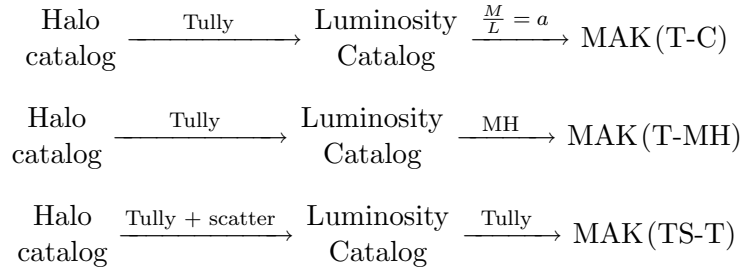 Halo catalog Tully Luminosity Catalog M/L = a MAK(T-C)
Halo catalog Tully Luminosity Catalog MH MAK(T-MH)
Halo catalog Tully + scatter Luminosity Catalog Tully MAK(TS-T)